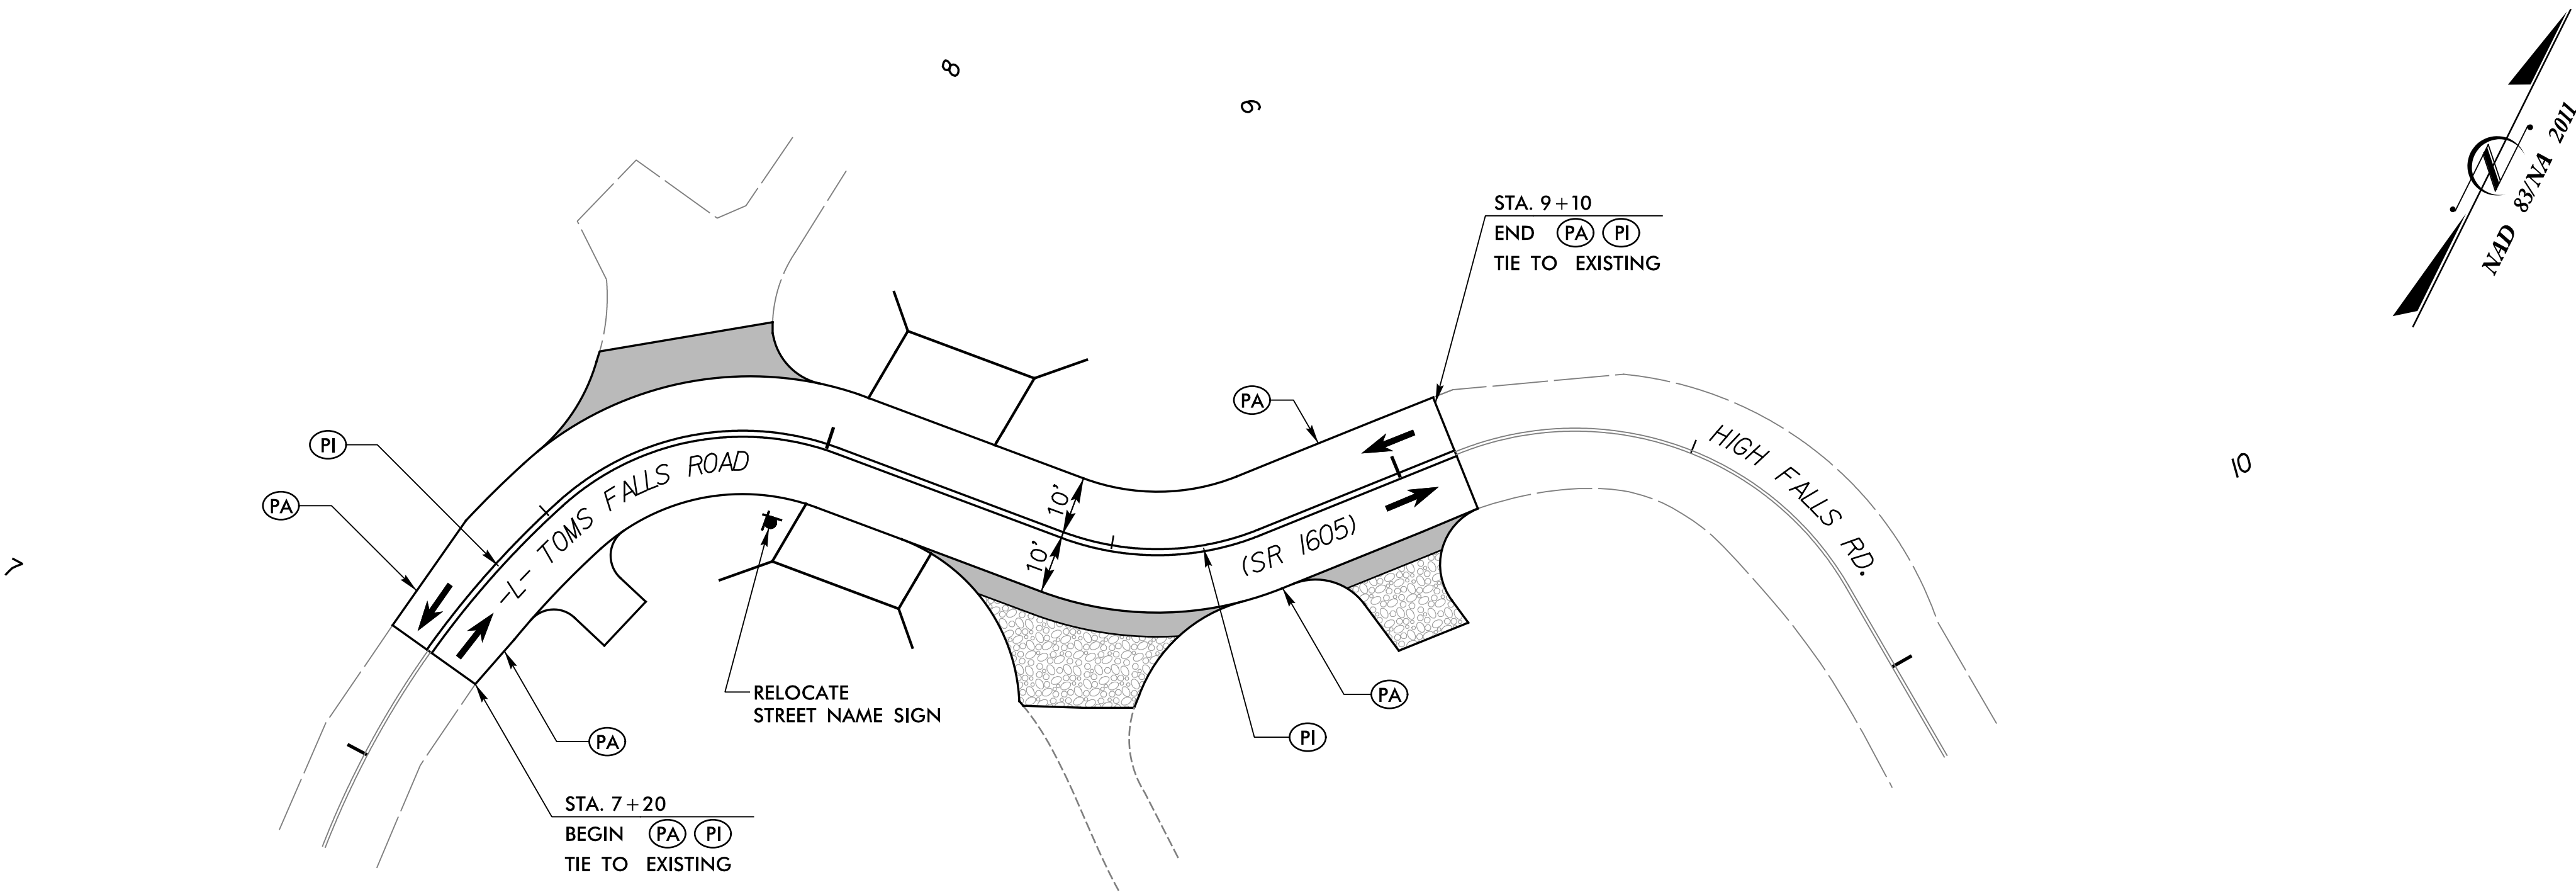 8
9
NAD 83/NA 2011
N
STA. 9+10
END PA PI
TIE TO EXISTING
PA
PI
HIGH FALLS RD.
-L- TOMS FALLS ROAD
10
PA
10'
10'
(SR 1605)
7
RELOCATE
STREET NAME SIGN
PA
PI
PA
STA. 7+20
BEGIN PA PI
TIE TO EXISTING